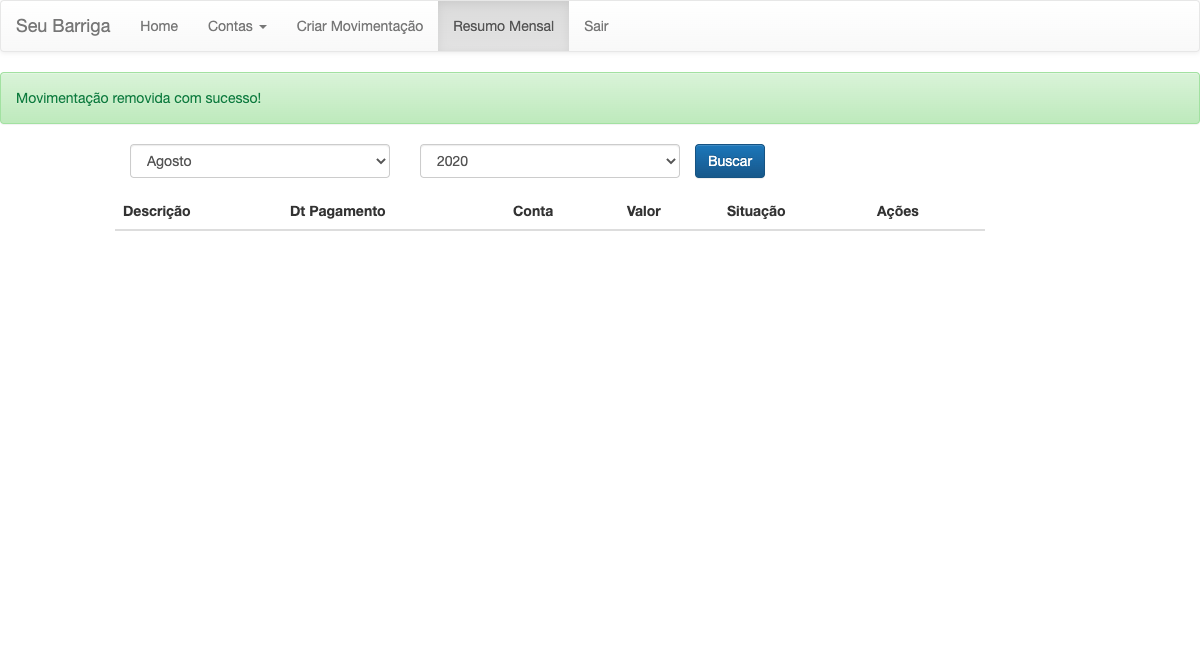 Seu Barriga Home Contas Criar Movimentação Resumo Mensal Sair
Movimentação removida com sucesso!
Agosto 2020 Buscar
Descrição Dt Pagamento Conta Valor Situação Ações